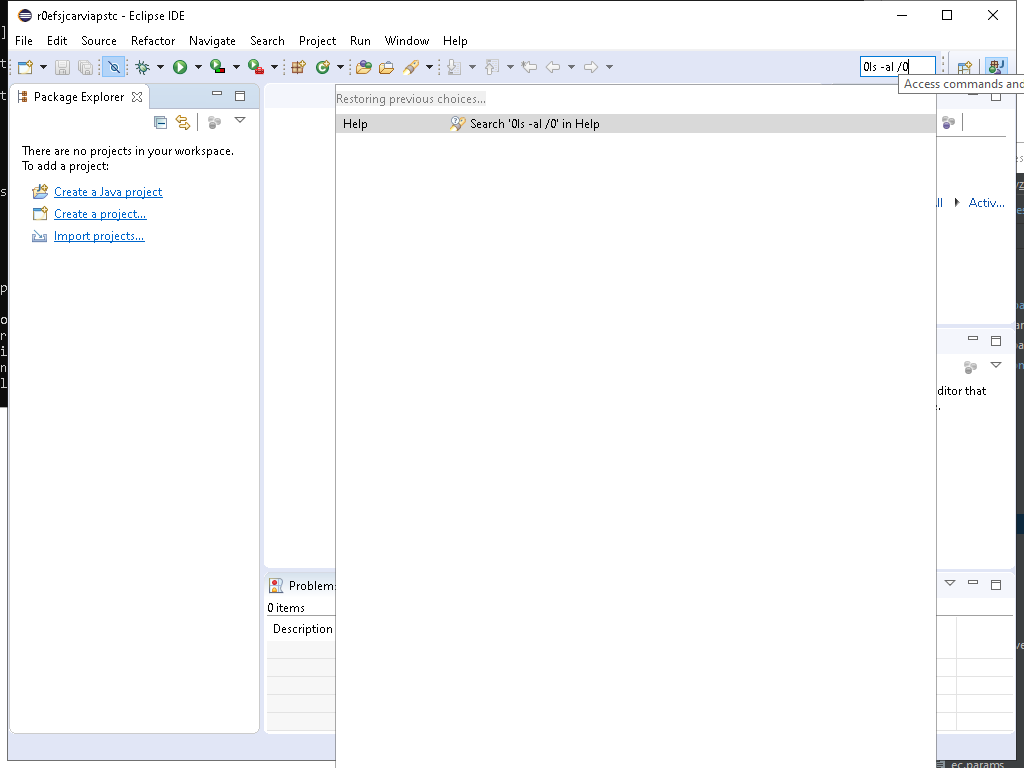 r0efsjcarviapstc - Eclipse IDE
File Edit Source Refactor Navigate Search Project Run Window Help
0ls -al /0
Access commands and
Package Explorer
Restoring previous choices...
Help Search '0ls -al /0' in Help
There are no projects in your workspace.
To add a project:
Create a Java project
Create a project...
Import projects...
Activ...
ditor that
Problem
0 items
Description
ec.params